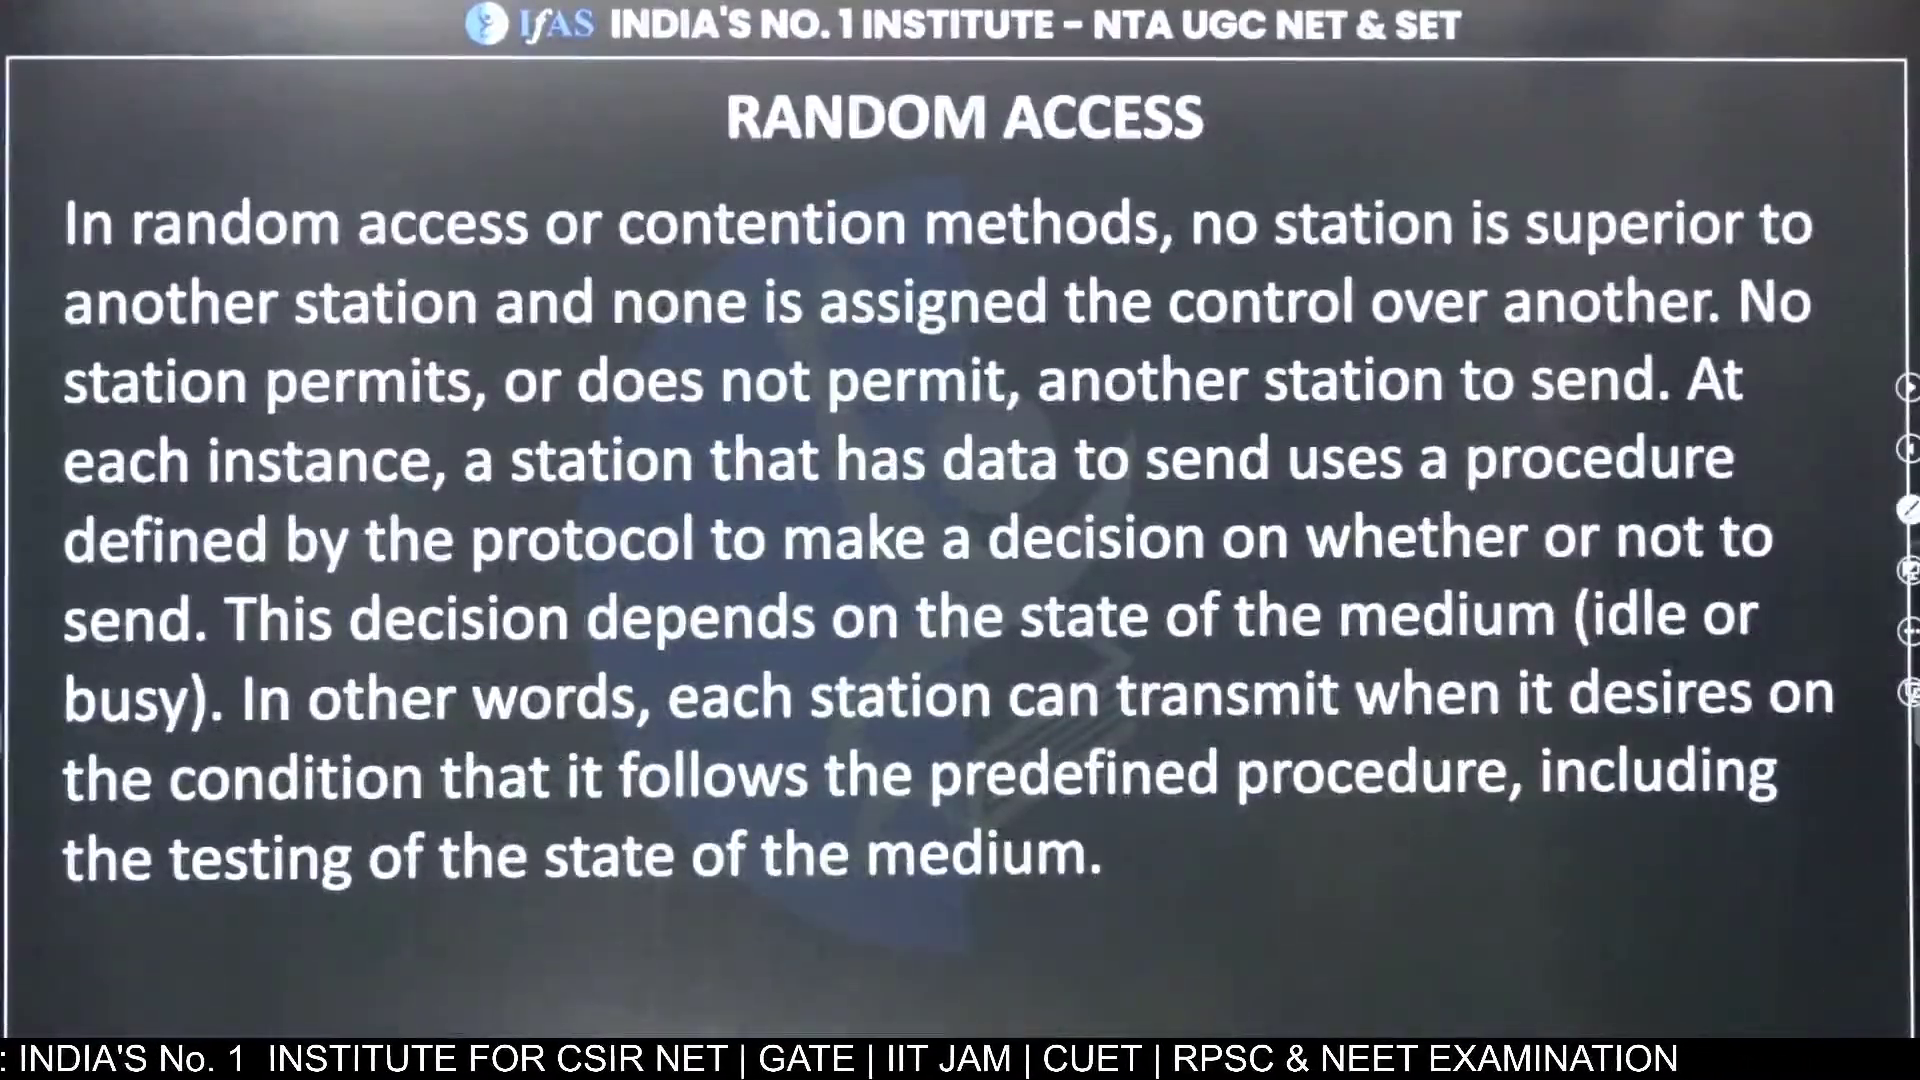 IfAS INDIA'S NO. 1 INSTITUTE - NTA UGC NET & SET
RANDOM ACCESS
In random access or contention methods, no station is superior to
another station and none is assigned the control over another. No
station permits, or does not permit, another station to send. At
each instance, a station that has data to send uses a procedure
defined by the protocol to make a decision on whether or not to
send. This decision depends on the state of the medium (idle or
busy). In other words, each station can transmit when it desires on
the condition that it follows the predefined procedure, including
the testing of the state of the medium.
: INDIA'S No. 1 INSTITUTE FOR CSIR NET | GATE | IIT JAM | CUET | RPSC & NEET EXAMINATION